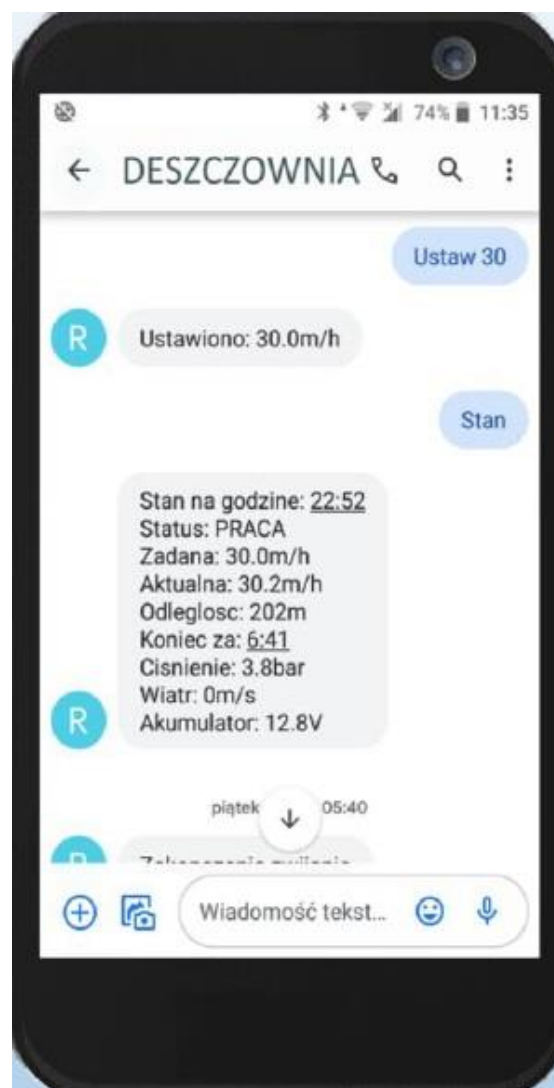 74% 11:35
DESZCZOWNIA
Ustaw 30
R
Ustawiono: 30.0m/h
Stan
Stan na godzine: 22:52
Status: PRACA
Zadana: 30.0m/h
Aktualna: 30.2m/h
Odleglosc: 202m
Koniec za: 6:41
Cisnienie: 3.8bar
Wiatr: 0m/s
Akumulator: 12.8V
R
piątek 05:40
Wiadomość tekst...